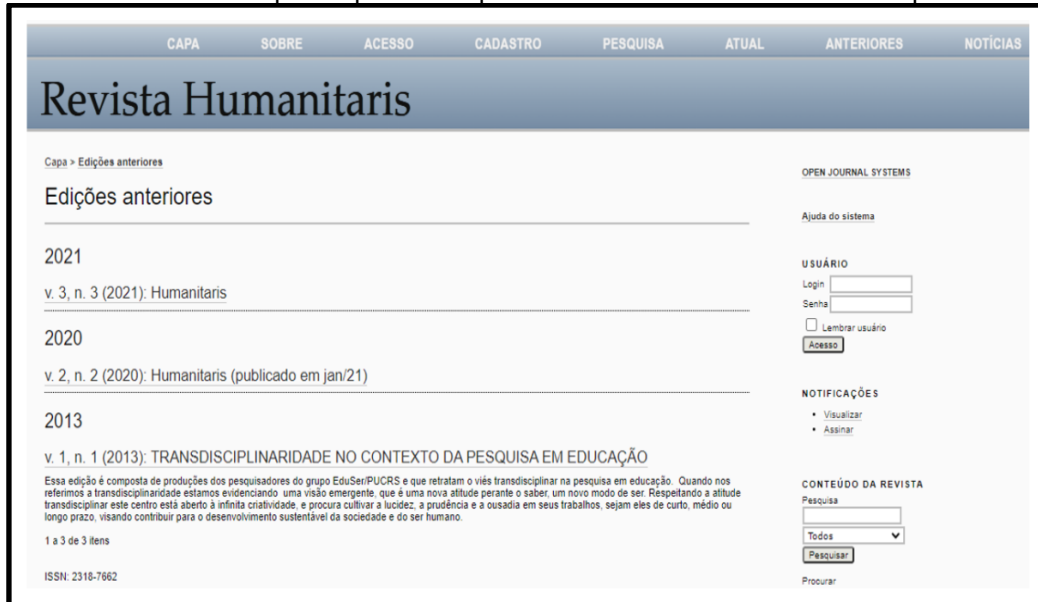 CAPA SOBRE ACESSO CADASTRO PESQUISA ATUAL ANTERIORES NOTÍCIAS
Revista Humanitaris
Capa > Edições anteriores
Edições anteriores
2021
v. 3, n. 3 (2021): Humanitaris
2020
v. 2, n. 2 (2020): Humanitaris (publicado em jan/21)
2013
v. 1, n. 1 (2013): TRANSDISCIPLINARIDADE NO CONTEXTO DA PESQUISA EM EDUCAÇÃO
Essa edição é composta de produções dos pesquisadores do grupo EduSer/PUCRS e que retratam o viés transdisciplinar na pesquisa em educação. Quando nos
referimos a transdisciplinaridade estamos evidenciando uma visão emergente, que é uma nova atitude perante o saber, um novo modo de ser. Respeitando a atitude
transdisciplinar este centro está aberto à infinita criatividade, e procura cultivar a lucidez, a prudência e a ousadia em seus trabalhos, sejam eles de curto, médio ou
longo prazo, visando contribuir para o desenvolvimento sustentável da sociedade e do ser humano.
1 a 3 de 3 itens
ISSN: 2318-7662
OPEN JOURNAL SYSTEMS
Ajuda do sistema
USUÁRIO
Login
Senha
Lembrar usuário
Acesso
NOTIFICAÇÕES
• Visualizar
• Assinar
CONTEÚDO DA REVISTA
Pesquisa
Todos
Pesquisar
Procurar